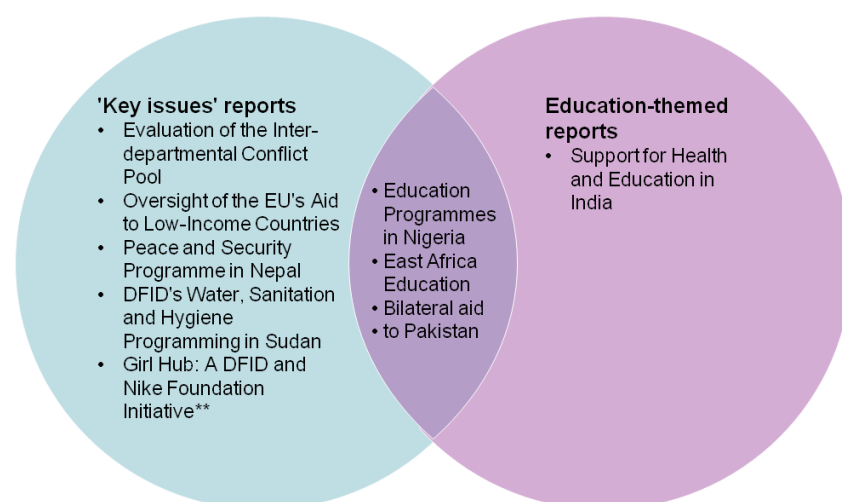 'Key issues' reports
• Evaluation of the Inter-
departmental Conflict
Pool
• Oversight of the EU's Aid
to Low-Income Countries
• Peace and Security
Programme in Nepal
• DFID's Water, Sanitation
and Hygiene
Programming in Sudan
• Girl Hub: A DFID and
Nike Foundation
Initiative**
• Education
Programmes
in Nigeria
• East Africa
Education
• Bilateral aid
• to Pakistan
Education-themed
reports
• Support for Health
and Education in
India